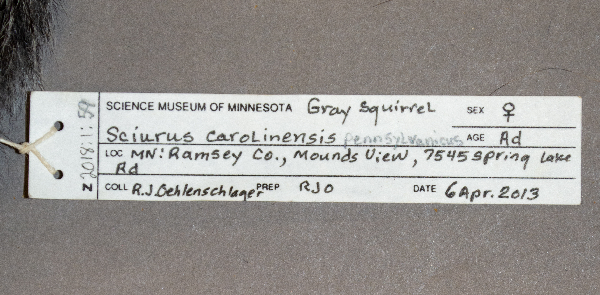 Z 2018:1:59
SCIENCE MUSEUM OF MINNESOTA Gray Squirrel SEX ♀
Sciurus carolinensis pennsylvanicus AGE Ad
LOC MN: Ramsey Co., Mounds View, 7545 Spring Lake
Rd
COLL R.J.Oehlenschlager PREP RJO DATE 6 Apr. 2013